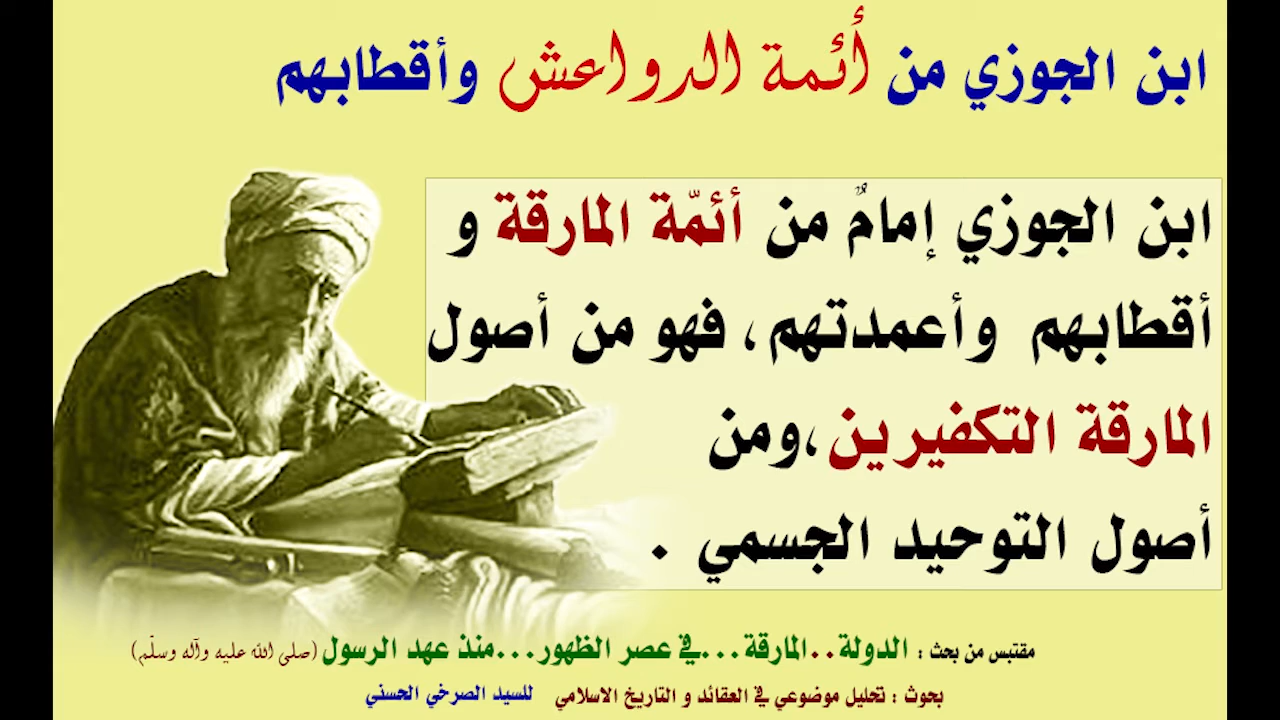 ابن الجوزي من أئمة الدواعش وأقطابهم
ابن الجوزي إمامٌ من أئمّة المارقة و
أقطابهم وأعمدتهم، فهو من أصول
المارقة التكفيرين،ومن
أصول التوحيد الجسمي .
مقتبس من بحث : الدولة..المارقة...في عصر الظهور...منذ عهد الرسول (صلى الله عليه وآله وسلّم)
بحوث : تحليل موضوعي في العقائد و التاريخ الاسلامي للسيد الصرخي الحسني